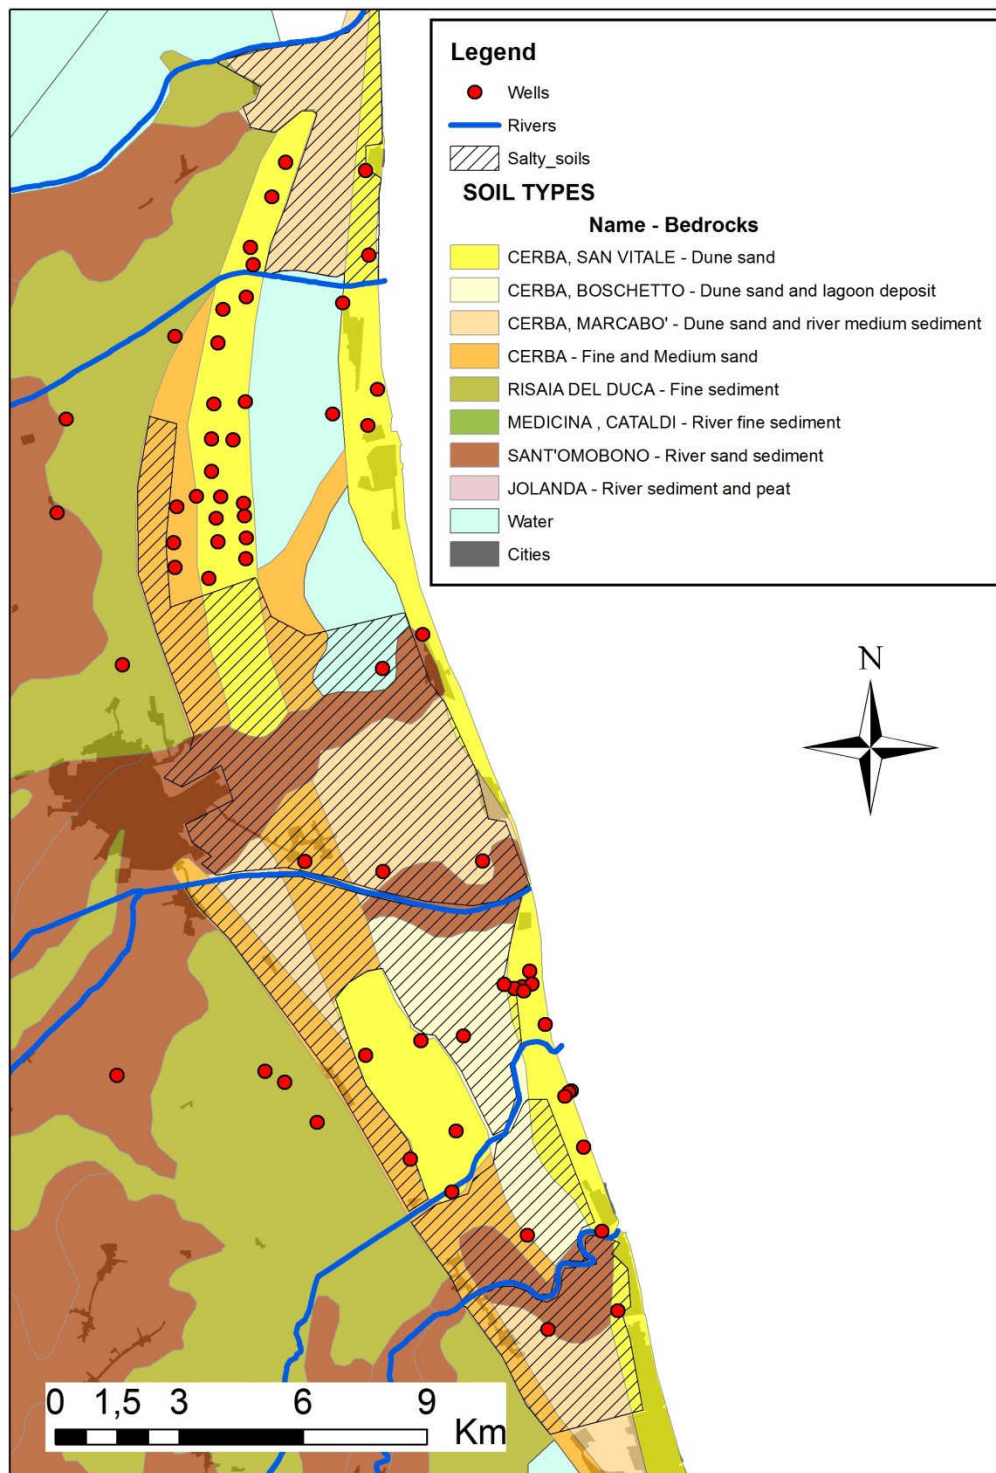 Legend
Wells
Rivers
Salty_soils
SOIL TYPES
Name - Bedrocks
CERBA, SAN VITALE - Dune sand
CERBA, BOSCHETTO - Dune sand and lagoon deposit
CERBA, MARCABO' - Dune sand and river medium sediment
CERBA - Fine and Medium sand
RISAIA DEL DUCA - Fine sediment
MEDICINA , CATALDI - River fine sediment
SANT'OMOBONO - River sand sediment
JOLANDA - River sediment and peat
Water
Cities
N
0 1,5 3 6 9
Km